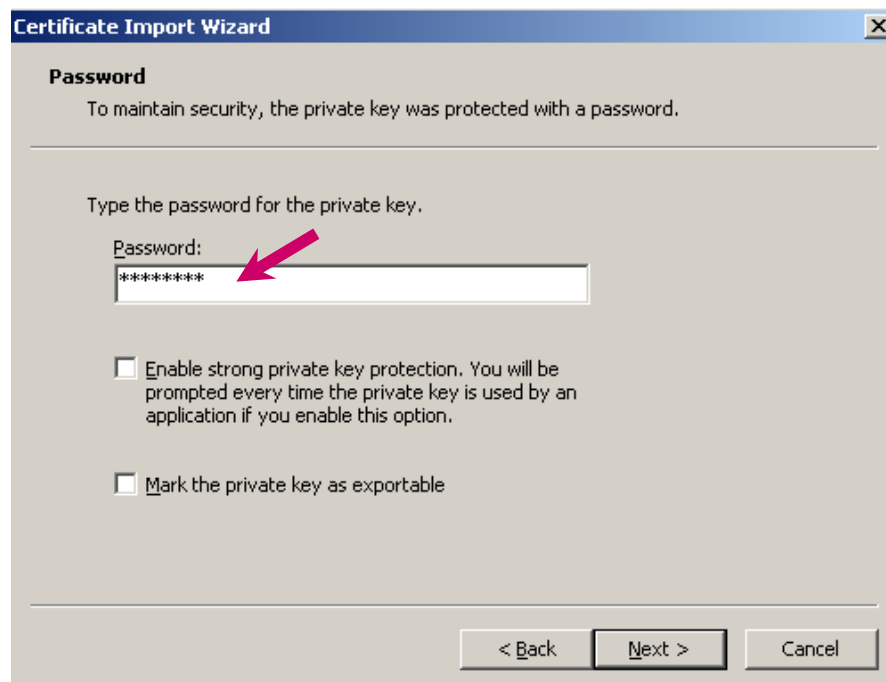 Certificate Import Wizard
Password
To maintain security, the private key was protected with a password.
Type the password for the private key.
Password:
********
Enable strong private key protection. You will be
prompted every time the private key is used by an
application if you enable this option.
Mark the private key as exportable
< Back Next > Cancel